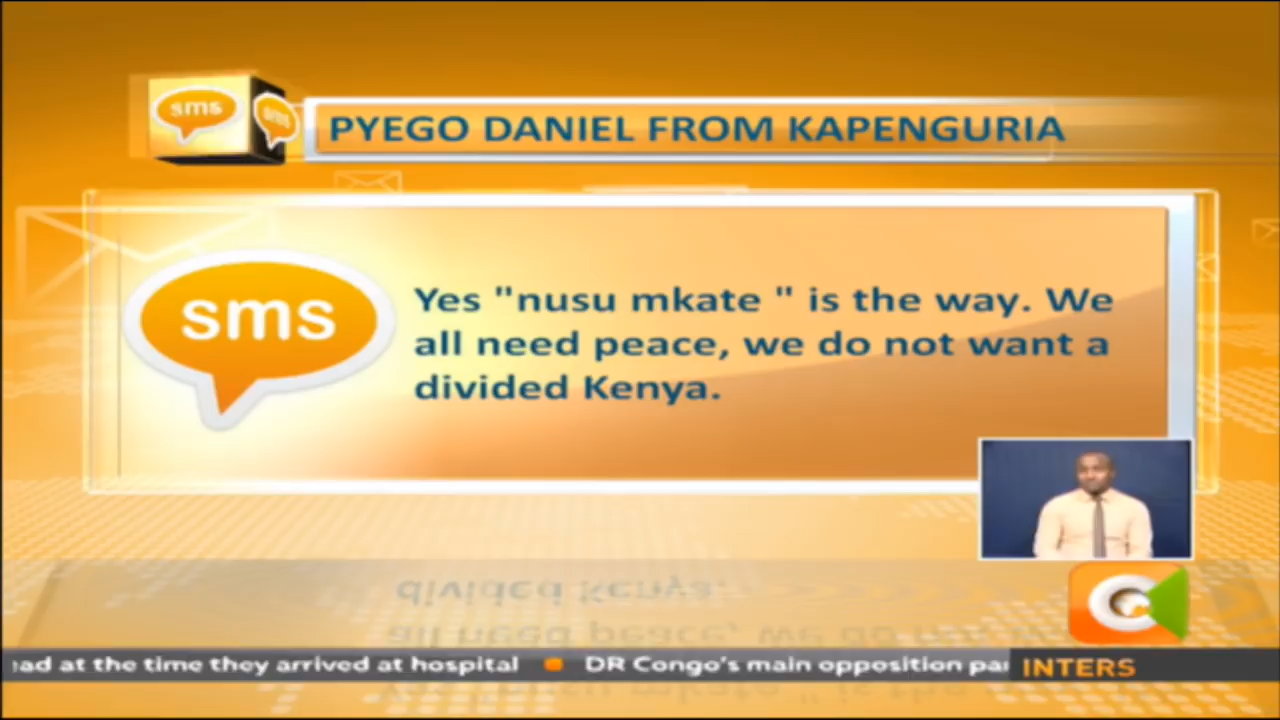 sms
sms
PYEGO DANIEL FROM KAPENGURIA
sms
Yes "nusu mkate " is the way. We
all need peace, we do not want a
divided Kenya.
ead at the time they arrived at hospital
DR Congo's main opposition pa
INTERS